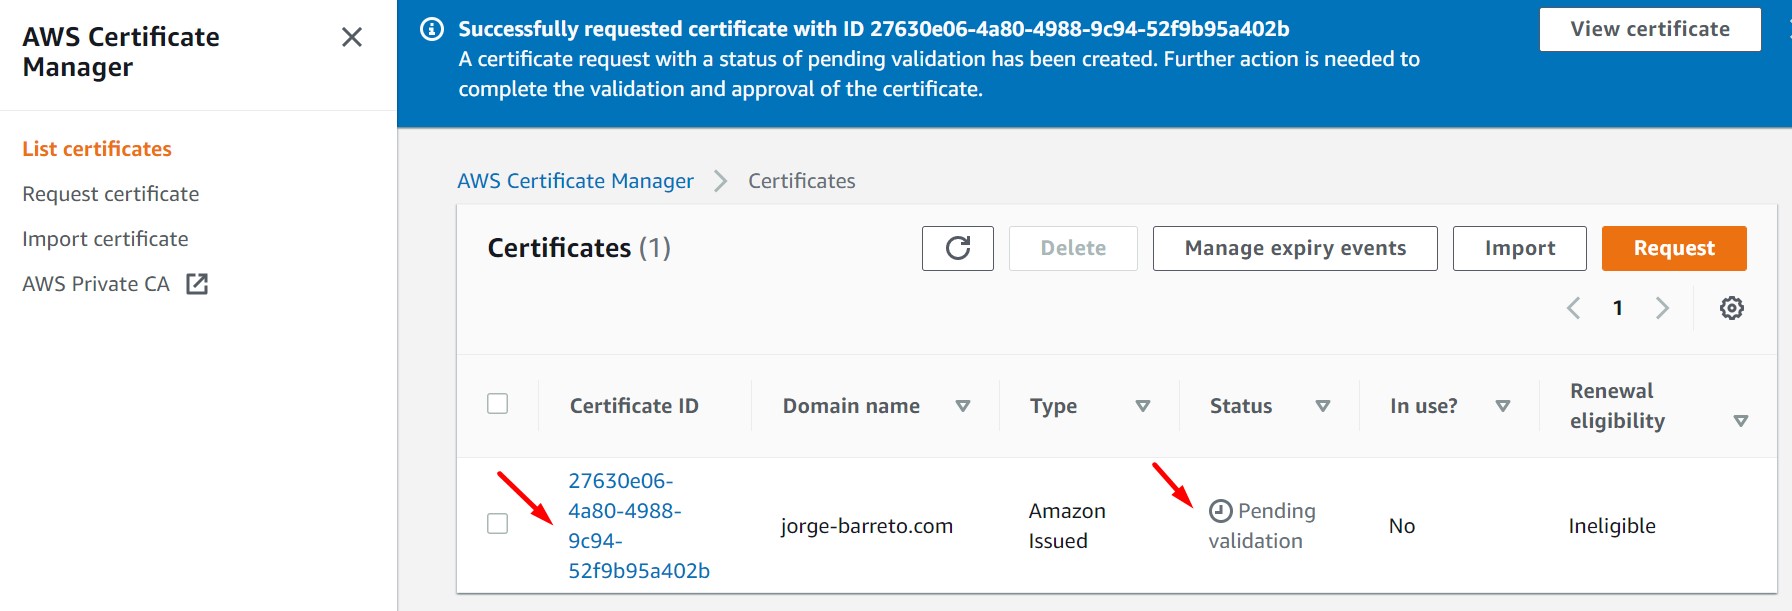 AWS Certificate
Manager
List certificates
Request certificate
Import certificate
AWS Private CA
Successfully requested certificate with ID 27630e06-4a80-4988-9c94-52f9b95a402b
A certificate request with a status of pending validation has been created. Further action is needed to
complete the validation and approval of the certificate.
View certificate
AWS Certificate Manager
Certificates
Certificates (1)
Delete
Manage expiry events
Import
Request
1
Certificate ID
Domain name
Type
Status
In use?
Renewal
eligibility
27630e06-
4a80-4988-
9c94-
52f9b95a402b
jorge-barreto.com
Amazon
Issued
Pending
validation
No
Ineligible